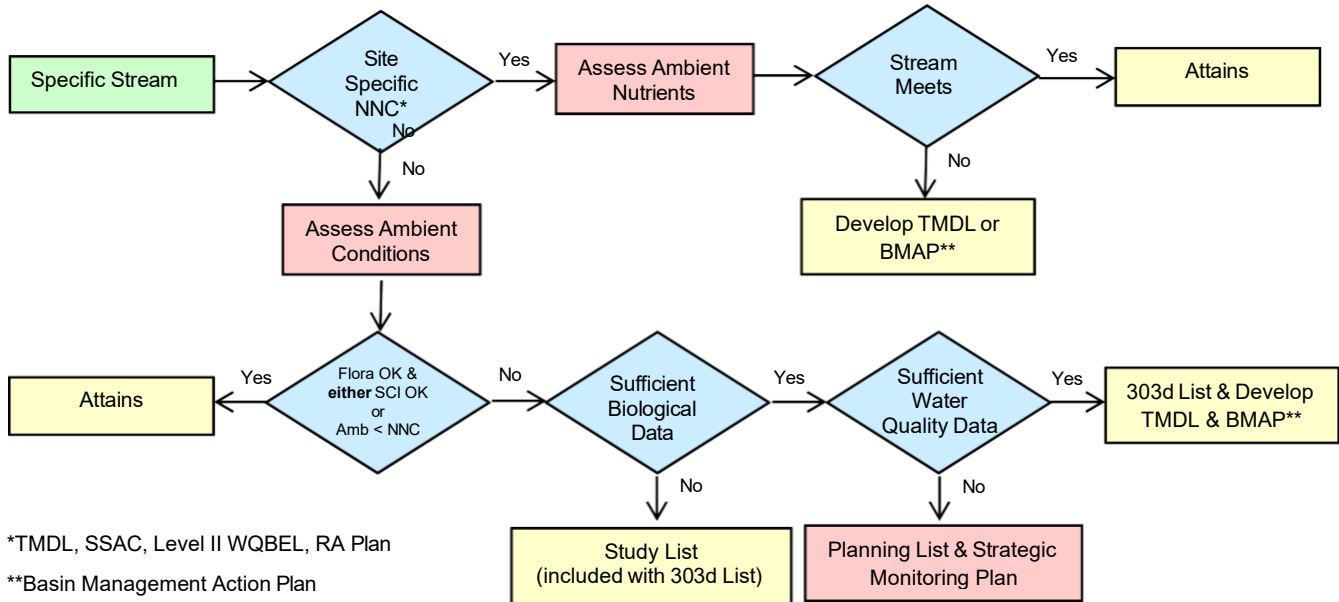 Specific Stream
Site
Specific
NNC*
No
Yes
Assess Ambient
Nutrients
Stream
Meets
Yes
Attains
No
No
Assess Ambient
Conditions
Develop TMDL or
BMAP**
Attains
Yes
Flora OK &
either SCI OK
or
Amb < NNC
No
Sufficient
Biological
Data
Yes
Sufficient
Water
Quality Data
Yes
303d List & Develop
TMDL & BMAP**
No
No
Study List
(included with 303d List)
Planning List & Strategic
Monitoring Plan
*TMDL, SSAC, Level II WQBEL, RA Plan
**Basin Management Action Plan